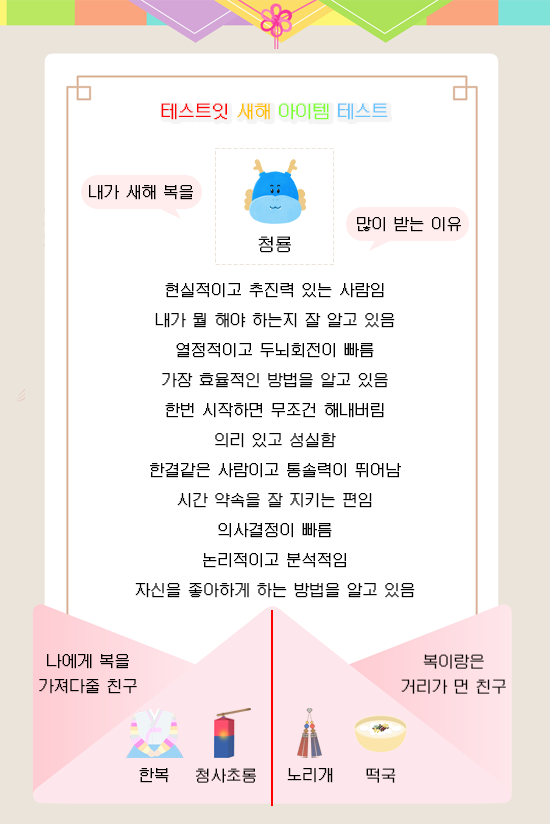 테스트잇 새해 아이템 테스트
내가 새해 복을
많이 받는 이유
청룡
현실적이고 추진력 있는 사람임
내가 뭘 해야 하는지 잘 알고 있음
열정적이고 두뇌회전이 빠름
가장 효율적인 방법을 알고 있음
한번 시작하면 무조건 해내버림
의리 있고 성실함
한결같은 사람이고 통솔력이 뛰어남
시간 약속을 잘 지키는 편임
의사결정이 빠름
논리적이고 분석적임
자신을 좋아하게 하는 방법을 알고 있음
나에게 복을
가져다줄 친구
한복
청사초롱
복이랑은
거리가 먼 친구
노리개
떡국